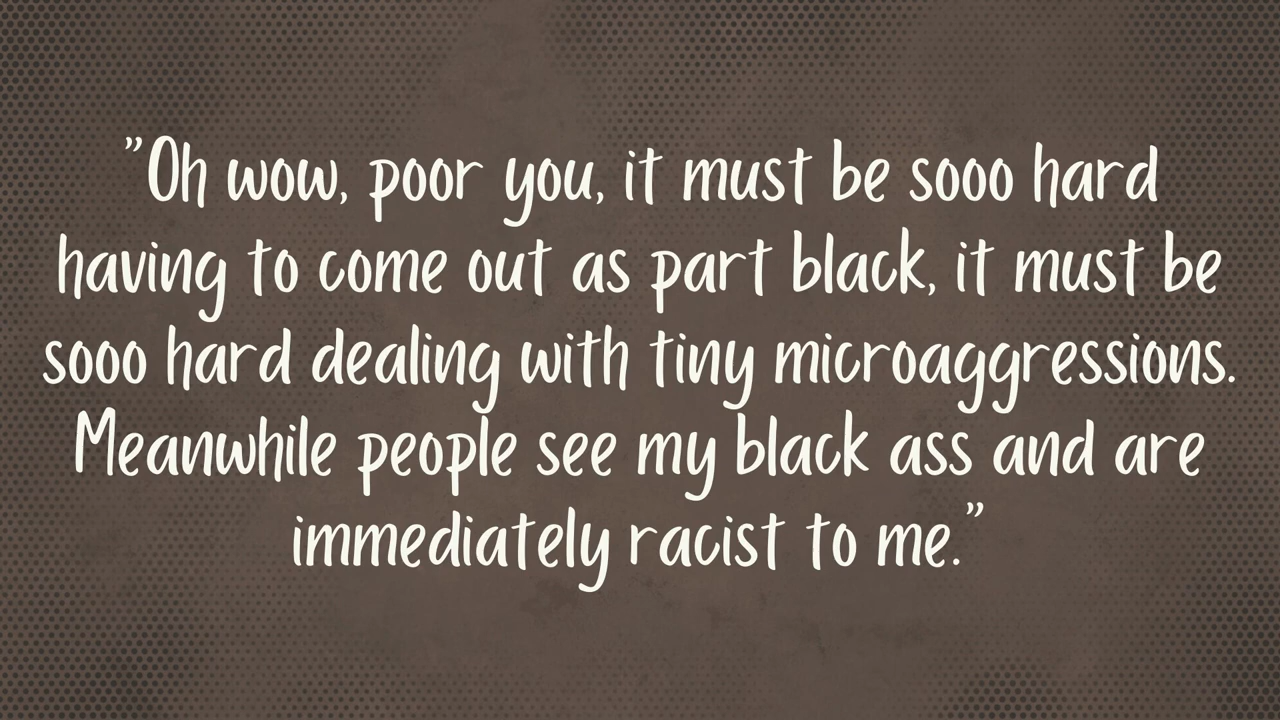 ”Oh wow, poor you, it must be sooo hard
having to come out as part black, it must be
sooo hard dealing with tiny microaggressions.
Meanwhile people see my black ass and are
immediately racist to me.”